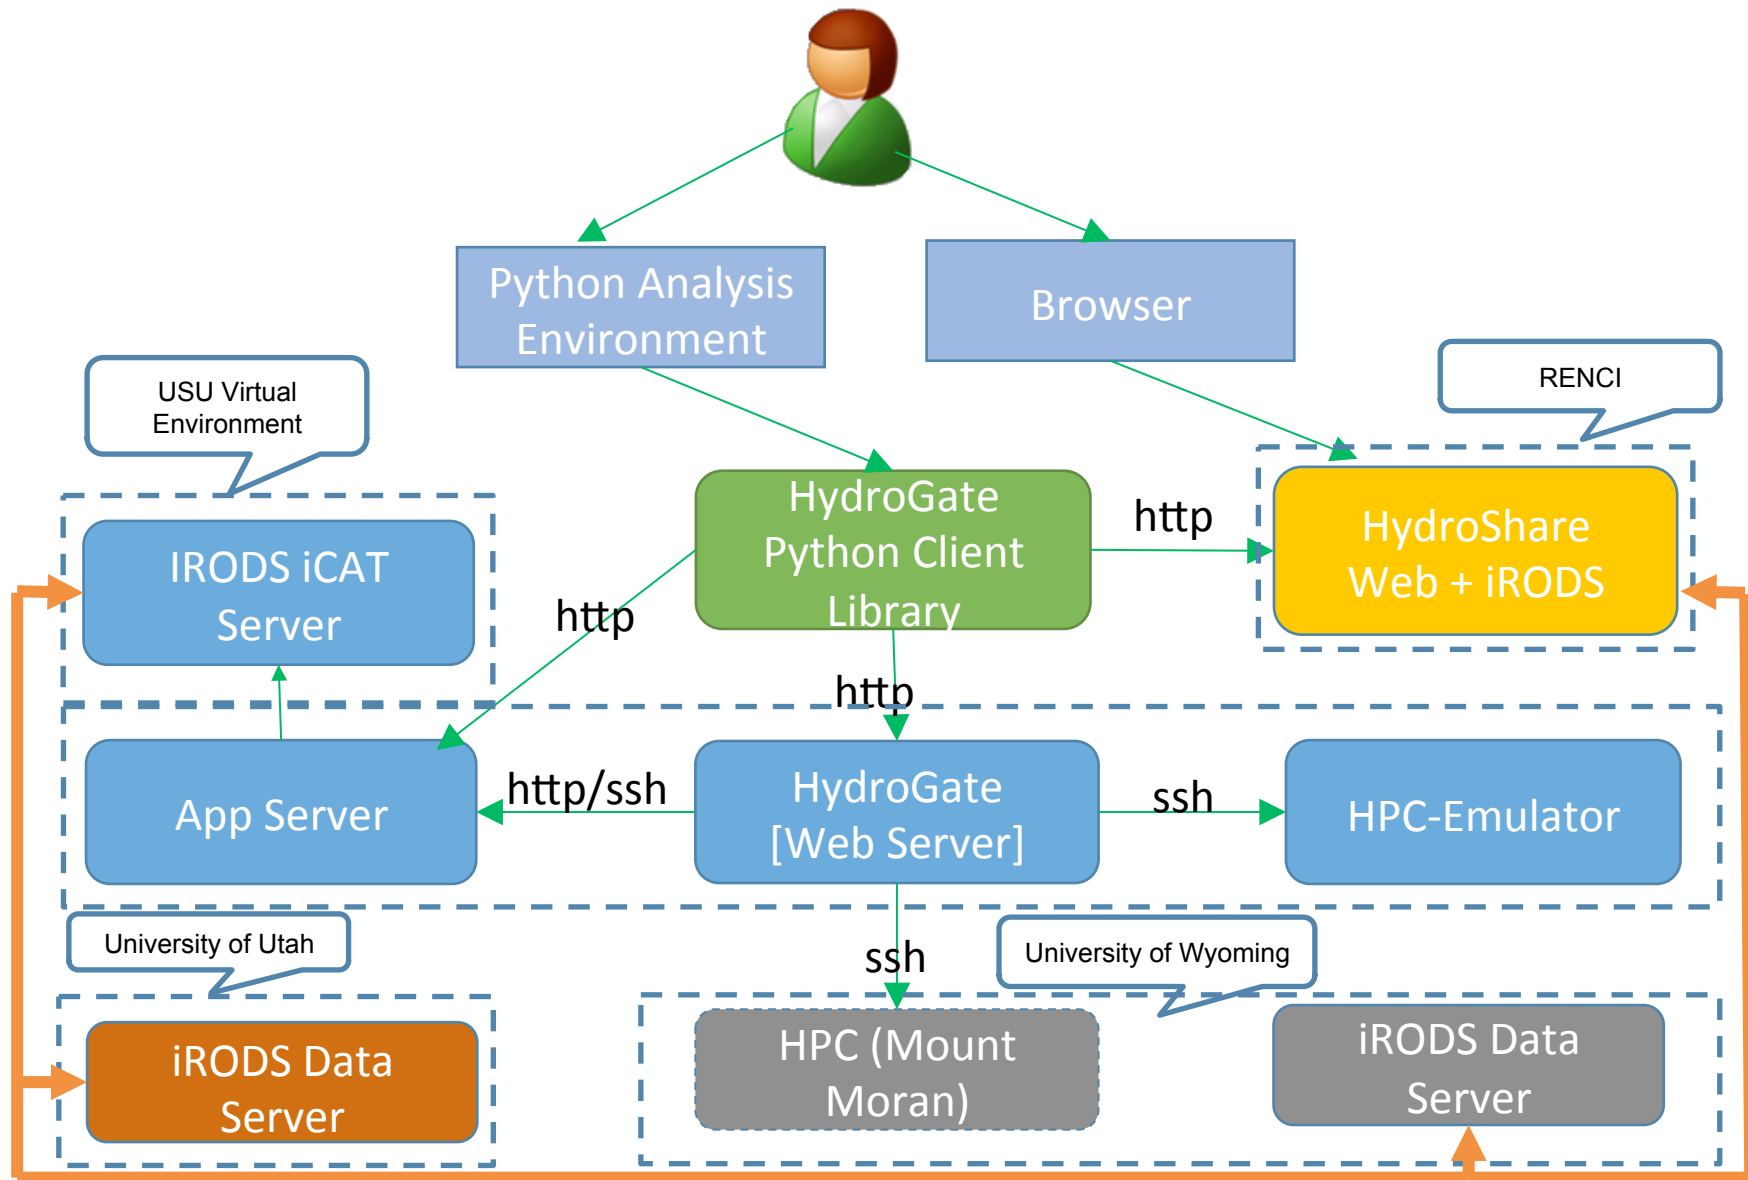 Python Analysis
Environment
Browser
USU Virtual
Environment
RENCI
HydroGate
Python Client
Library
http
HydroShare
Web + iRODS
IRODS iCAT
Server
http
http
App Server
http/ssh
HydroGate
[Web Server]
ssh
HPC-Emulator
University of Utah
ssh
University of Wyoming
iRODS Data
Server
HPC (Mount
Moran)
iRODS Data
Server